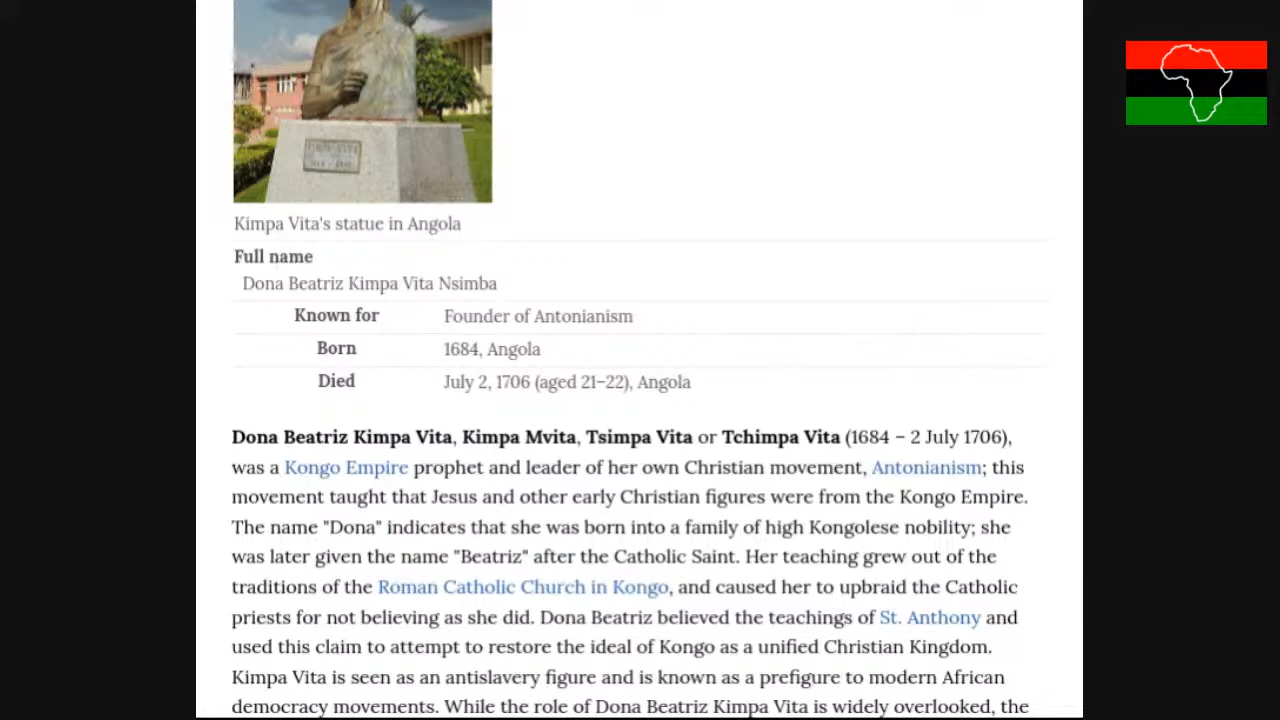 Kimpa Vita's statue in Angola
Full name
Dona Beatriz Kimpa Vita Nsimba
Known for Founder of Antonianism
Born 1684, Angola
Died July 2, 1706 (aged 21–22), Angola
Dona Beatriz Kimpa Vita, Kimpa Mvita, Tsimpa Vita or Tchimpa Vita (1684 – 2 July 1706),
was a Kongo Empire prophet and leader of her own Christian movement, Antonianism; this
movement taught that Jesus and other early Christian figures were from the Kongo Empire.
The name "Dona" indicates that she was born into a family of high Kongolese nobility; she
was later given the name "Beatriz" after the Catholic Saint. Her teaching grew out of the
traditions of the Roman Catholic Church in Kongo, and caused her to upbraid the Catholic
priests for not believing as she did. Dona Beatriz believed the teachings of St. Anthony and
used this claim to attempt to restore the ideal of Kongo as a unified Christian Kingdom.
Kimpa Vita is seen as an antislavery figure and is known as a prefigure to modern African
democracy movements. While the role of Dona Beatriz Kimpa Vita is widely overlooked, the